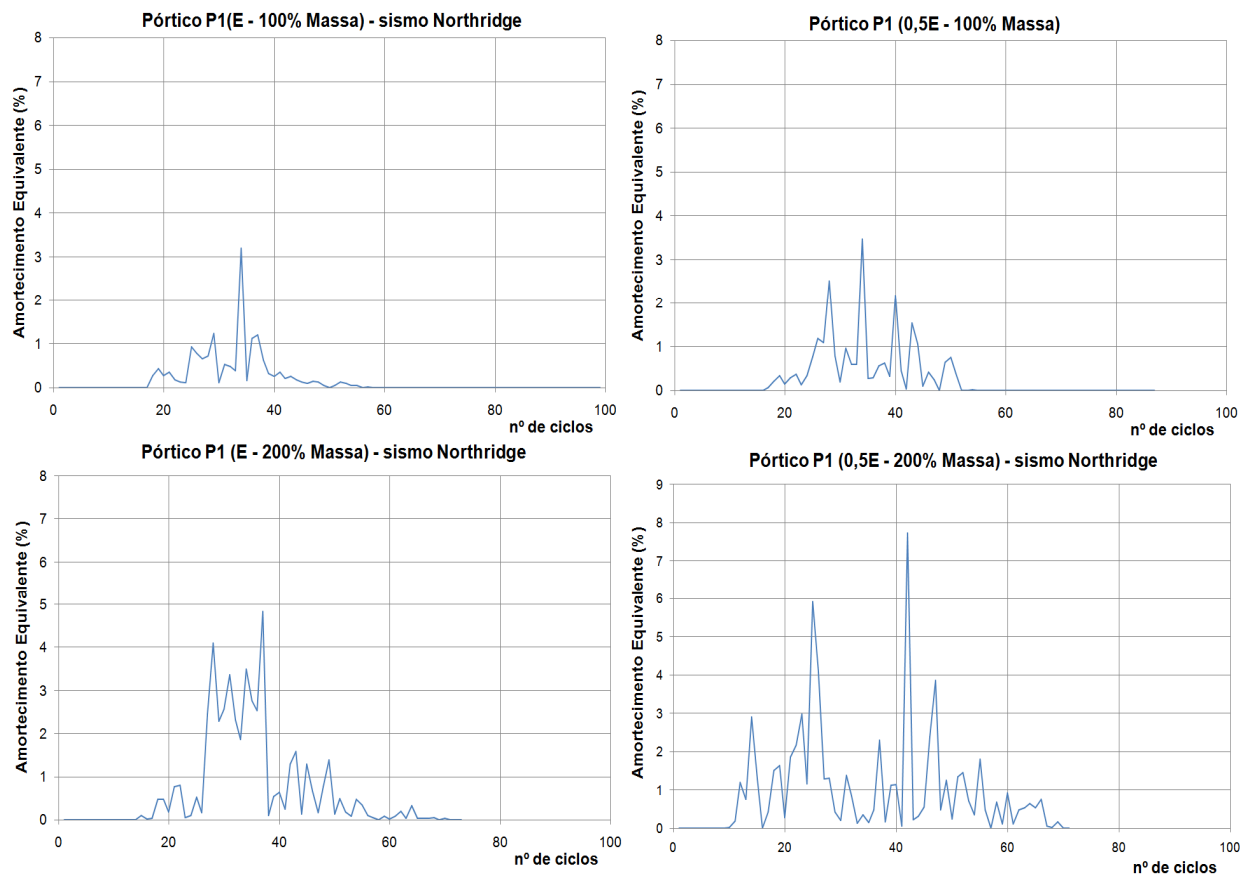 Pórtico P1(E - 100% Massa) - sismo Northridge
Amortecimento Equivalente (%)
8
7
6
5
4
3
2
1
0
0 20 40 60 80 100
nº de ciclos
Pórtico P1 (0,5E - 100% Massa)
Amortecimento Equivalente (%)
8
7
6
5
4
3
2
1
0
0 20 40 60 80 100
nº de ciclos
Pórtico P1 (E - 200% Massa) - sismo Northridge
Amortecimento Equivalente (%)
8
7
6
5
4
3
2
1
0
0 20 40 60 80 100
nº de ciclos
Pórtico P1 (0,5E - 200% Massa) - sismo Northridge
Amortecimento Equivalente (%)
9
8
7
6
5
4
3
2
1
0
0 20 40 60 80 100
nº de ciclos